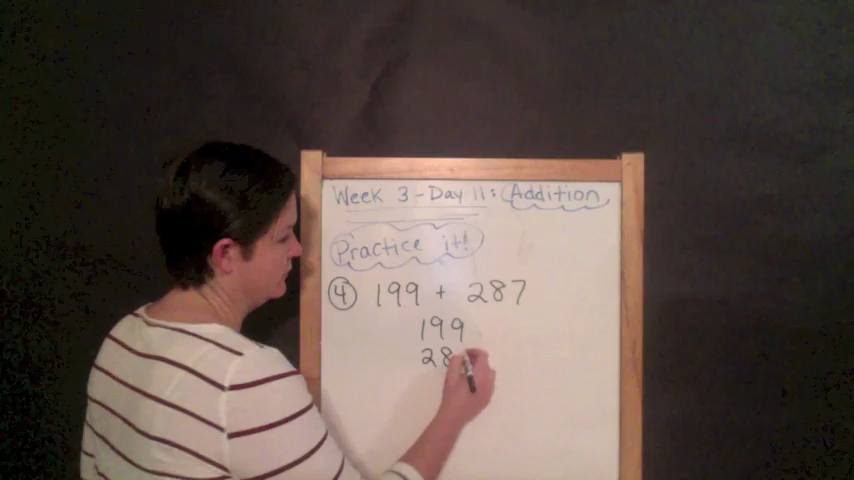 Week 3 - Day 11: Addition
Practice it!
4 199 + 287
199
28